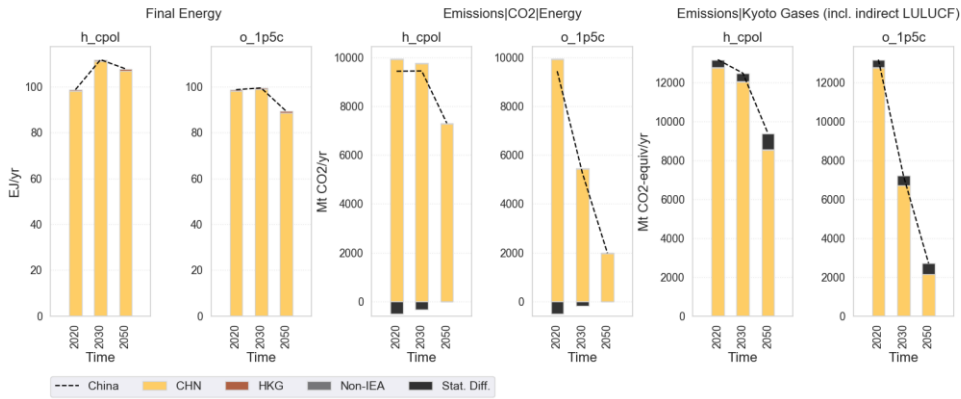 Final Energy
Emissions|CO2|Energy
Emissions|Kyoto Gases (incl. indirect LULUCF)
h_cpol
o_1p5c
h_cpol
o_1p5c
h_cpol
o_1p5c
EJ/yr
100
80
60
40
20
0
2020
2030
2050
Time
100
80
60
40
20
0
2020
2030
2050
Time
Mt CO2/yr
10000
8000
6000
4000
2000
0
2020
2030
2050
Time
10000
8000
6000
4000
2000
0
2020
2030
2050
Time
Mt CO2-equiv/yr
12000
10000
8000
6000
4000
2000
0
2020
2030
2050
Time
12000
10000
8000
6000
4000
2000
0
2020
2030
2050
Time
China
CHN
HKG
Non-IEA
Stat. Diff.